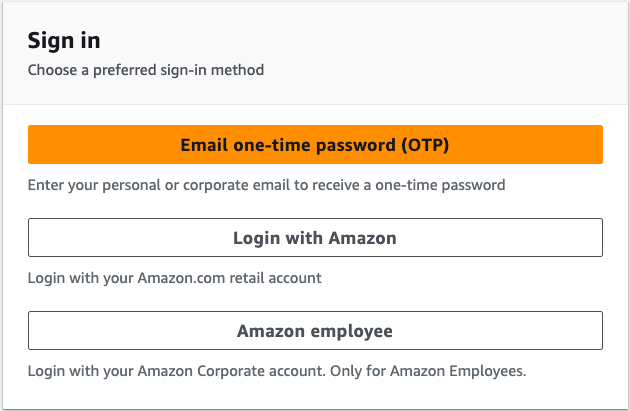 Sign in
Choose a preferred sign-in method
Email one-time password (OTP)
Enter your personal or corporate email to receive a one-time password
Login with Amazon
Login with your Amazon.com retail account
Amazon employee
Login with your Amazon Corporate account. Only for Amazon Employees.